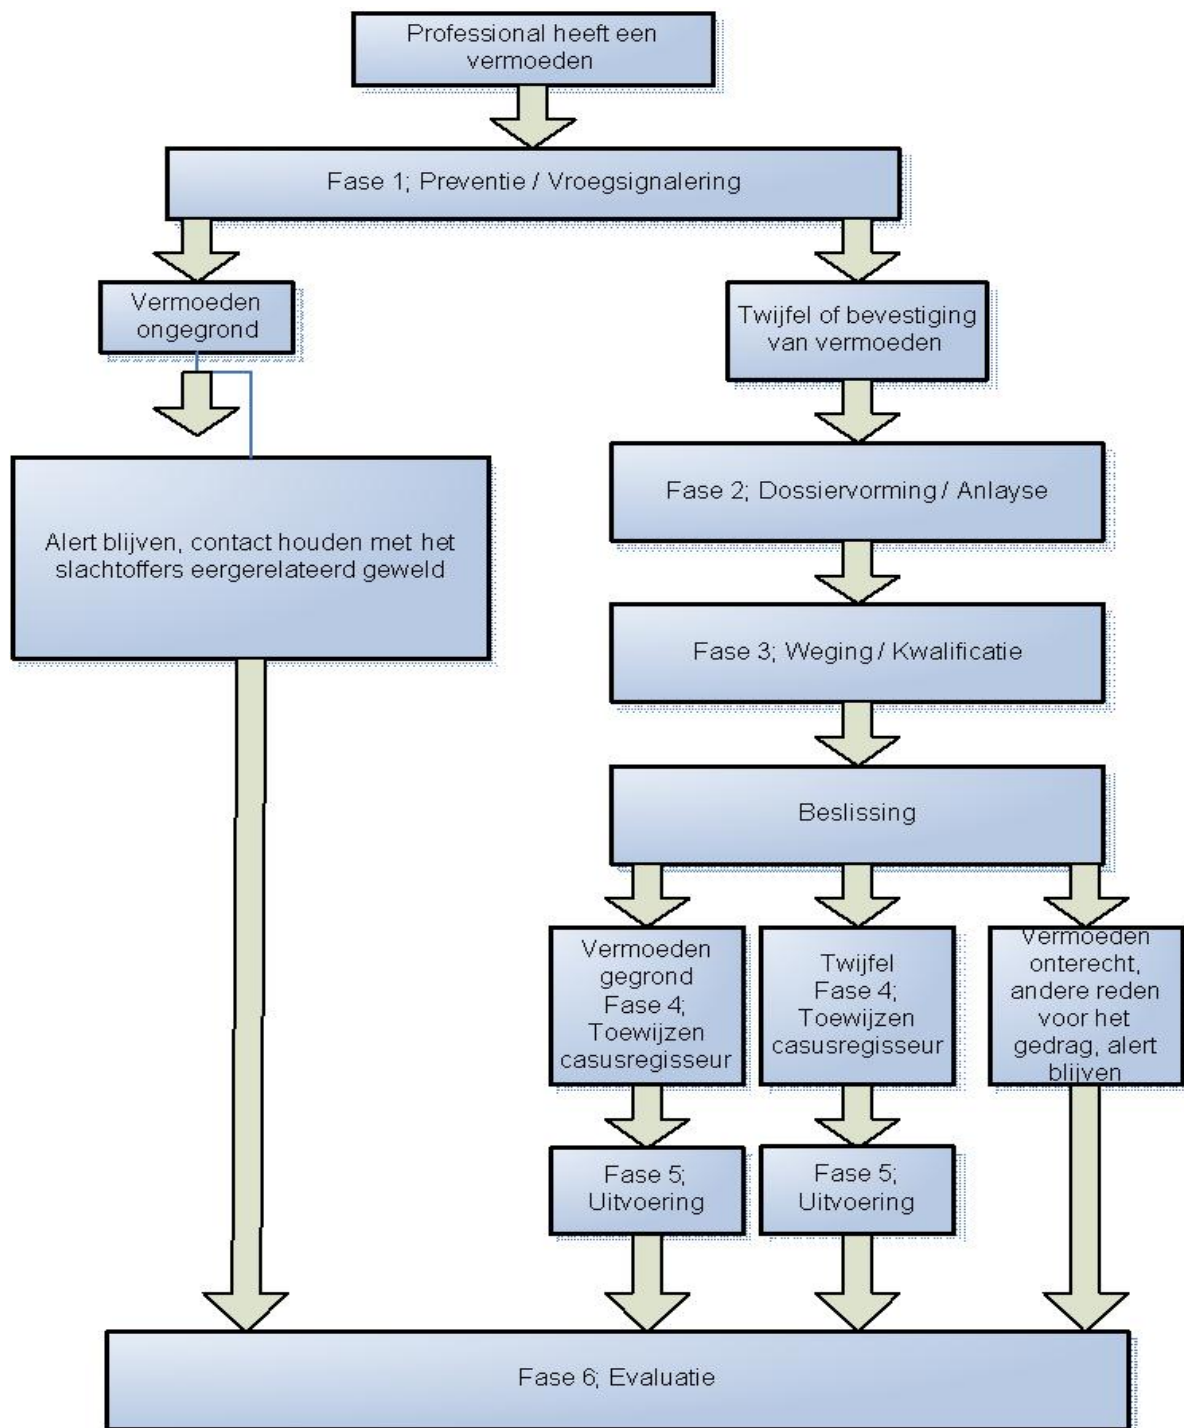 Professional heeft een
vermoeden
Fase 1; Preventie / Vroegsignalering
Vermoeden
ongegrond
Twijfel of bevestiging
van vermoeden
Alert blijven, contact houden met het
slachtoffers eergerelateerd geweld
Fase 2; Dossiervorming / Anlayse
Fase 3; Weging / Kwalificatie
Beslissing
Vermoeden
gegrond
Fase 4;
Toewijzen
casusregisseur
Twijfel
Fase 4;
Toewijzen
casusregisseur
Vermoeden
onterecht,
andere reden
voor het
gedrag, alert
blijven
Fase 5;
Uitvoering
Fase 5;
Uitvoering
Fase 6; Evaluatie